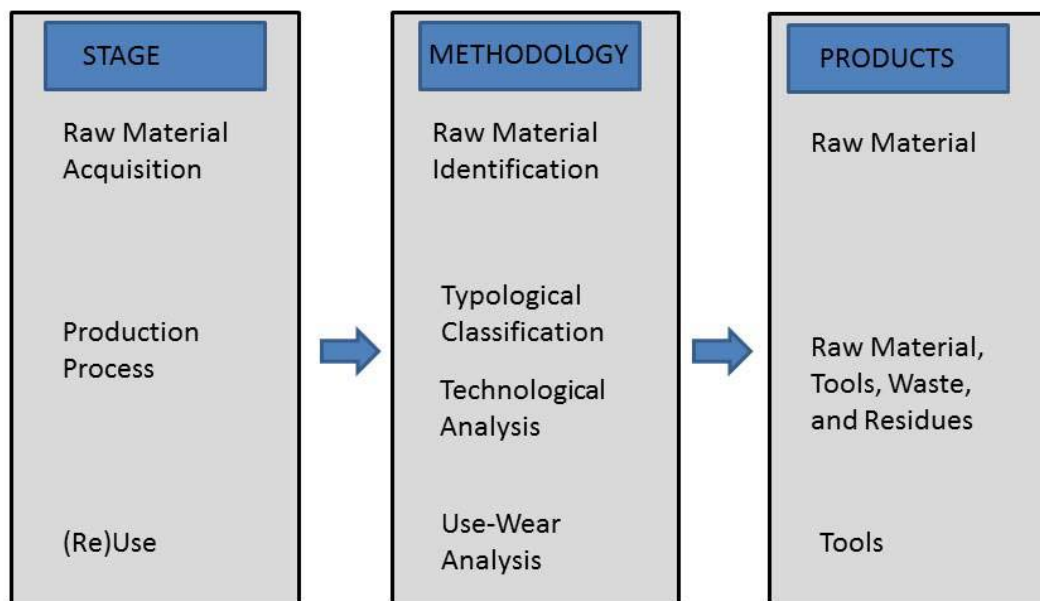 STAGE
Raw Material
Acquisition
Production
Process
(Re)Use
METHODOLOGY
Raw Material
Identification
Typological
Classification
Technological
Analysis
Use-Wear
Analysis
PRODUCTS
Raw Material
Raw Material,
Tools, Waste,
and Residues
Tools